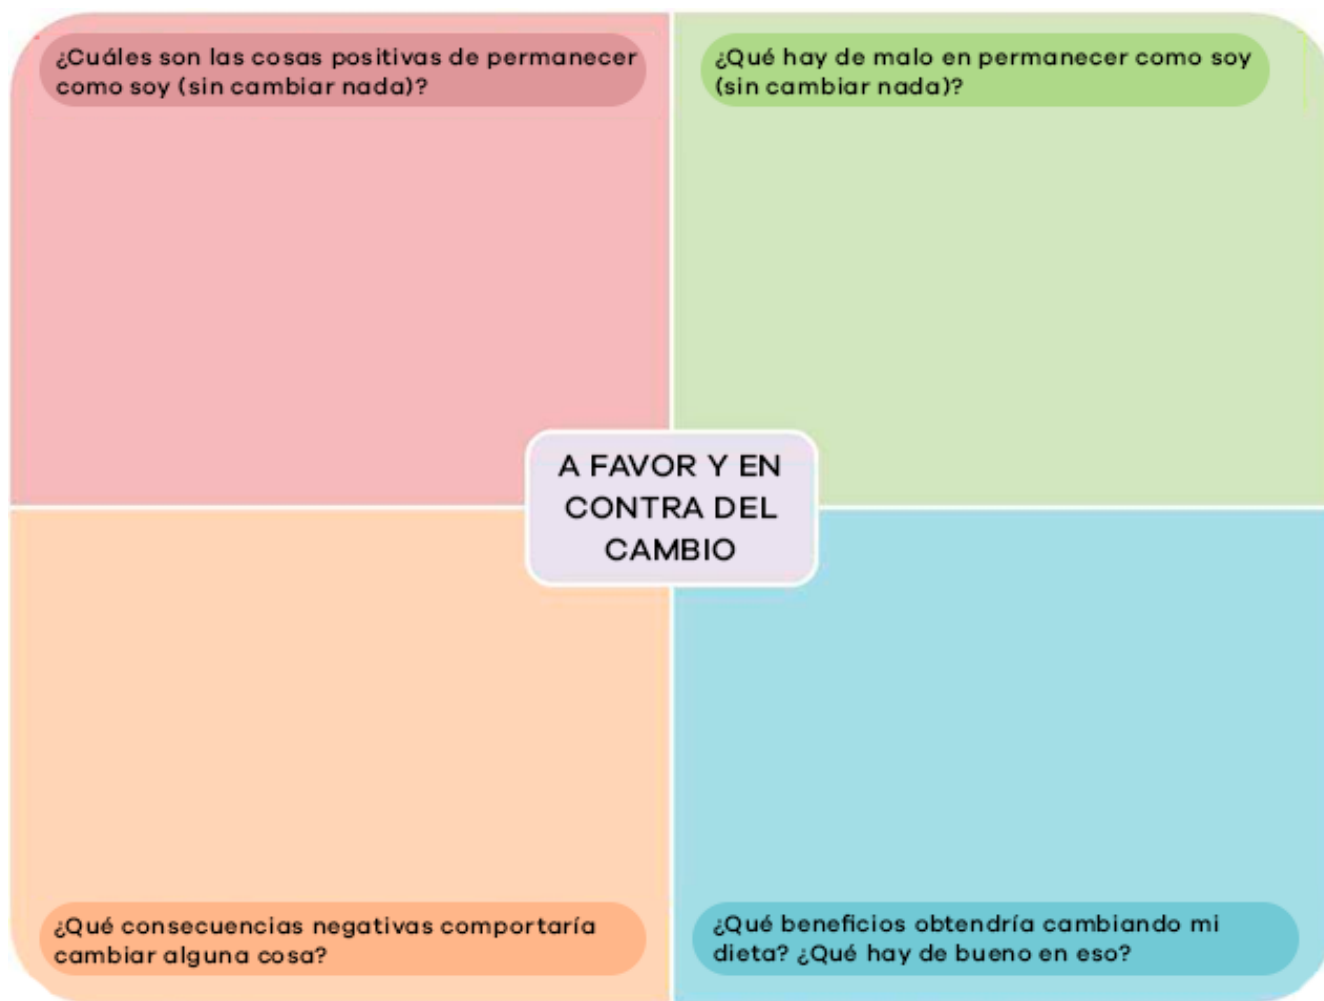 ¿Cuáles son las cosas positivas de permanecer
como soy (sin cambiar nada)?
¿Qué hay de malo en permanecer como soy
(sin cambiar nada)?
A FAVOR Y EN
CONTRA DEL
CAMBIO
¿Qué consecuencias negativas comportaría
cambiar alguna cosa?
¿Qué beneficios obtendría cambiando mi
dieta? ¿Qué hay de bueno en eso?